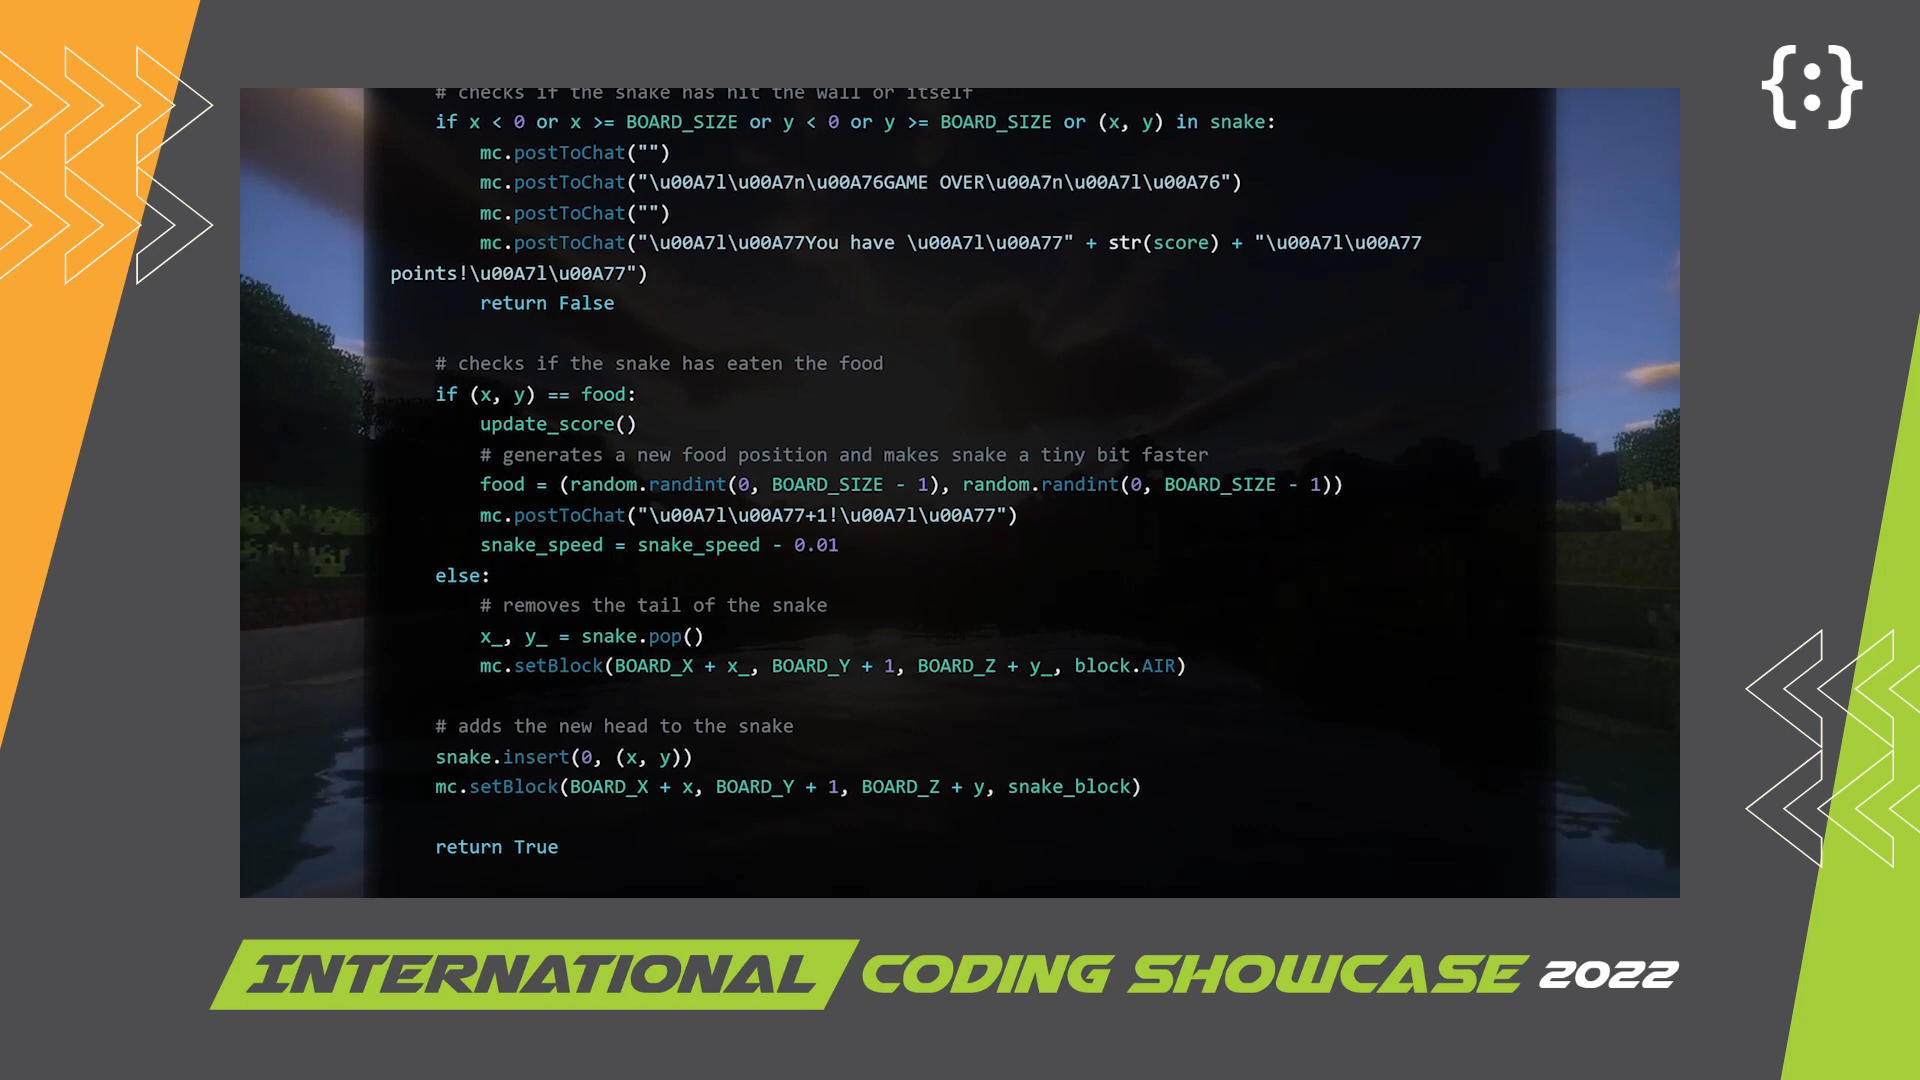 {:}
# checks if the snake has hit the wall or itself
if x < 0 or x >= BOARD_SIZE or y < 0 or y >= BOARD_SIZE or (x, y) in snake:
mc.postToChat("")
mc.postToChat("\u00A7l\u00A7n\u00A76GAME OVER\u00A7n\u00A7l\u00A76")
mc.postToChat("")
mc.postToChat("\u00A7l\u00A77You have \u00A7l\u00A77" + str(score) + "\u00A7l\u00A77
points!\u00A7l\u00A77")
return False
# checks if the snake has eaten the food
if (x, y) == food:
update_score()
# generates a new food position and makes snake a tiny bit faster
food = (random.randint(0, BOARD_SIZE - 1), random.randint(0, BOARD_SIZE - 1))
mc.postToChat("\u00A7l\u00A77+1!\u00A7l\u00A77")
snake_speed = snake_speed - 0.01
else:
# removes the tail of the snake
x_, y_ = snake.pop()
mc.setBlock(BOARD_X + x_, BOARD_Y + 1, BOARD_Z + y_, block.AIR)
# adds the new head to the snake
snake.insert(0, (x, y))
mc.setBlock(BOARD_X + x, BOARD_Y + 1, BOARD_Z + y, snake_block)
return True
INTERNATIONAL CODING SHOWCASE 2022